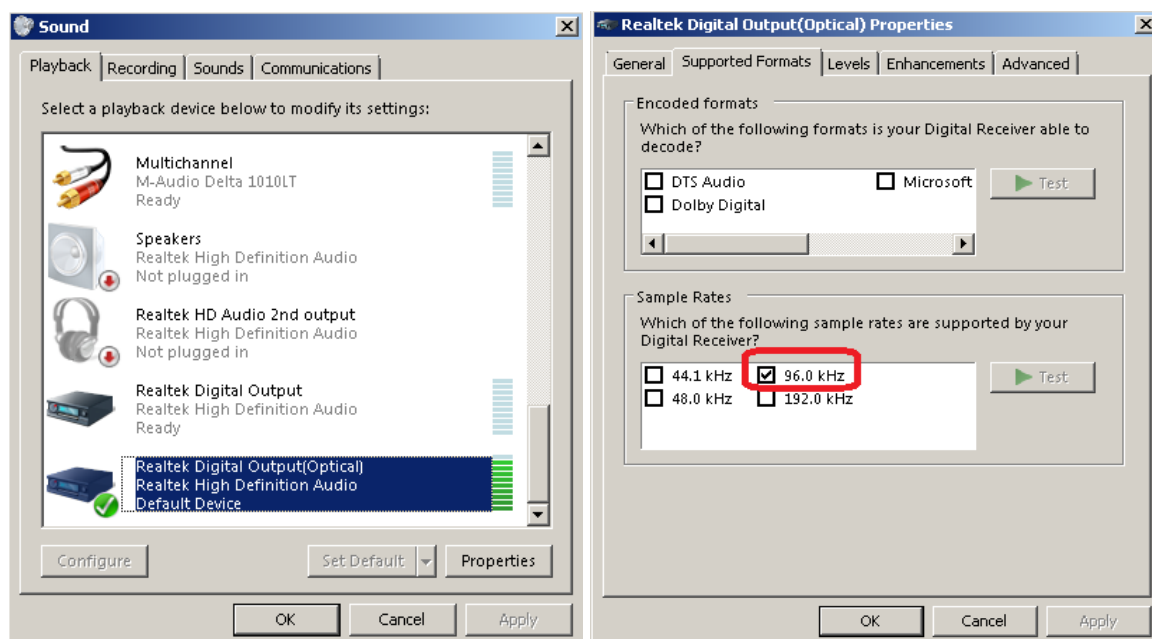 Sound
Playback Recording Sounds Communications
Select a playback device below to modify its settings:
Multichannel
M-Audio Delta 1010LT
Ready
Speakers
Realtek High Definition Audio
Not plugged in
Realtek HD Audio 2nd output
Realtek High Definition Audio
Not plugged in
Realtek Digital Output
Realtek High Definition Audio
Ready
Realtek Digital Output(Optical)
Realtek High Definition Audio
Default Device
Configure Set Default Properties
OK Cancel Apply
Realtek Digital Output(Optical) Properties
General Supported Formats Levels Enhancements Advanced
Encoded formats
Which of the following formats is your Digital Receiver able to
decode?
DTS Audio Microsoft
Dolby Digital
Test
Sample Rates
Which of the following sample rates are supported by your
Digital Receiver?
44.1 kHz 96.0 kHz
48.0 kHz 192.0 kHz
Test
OK Cancel Apply